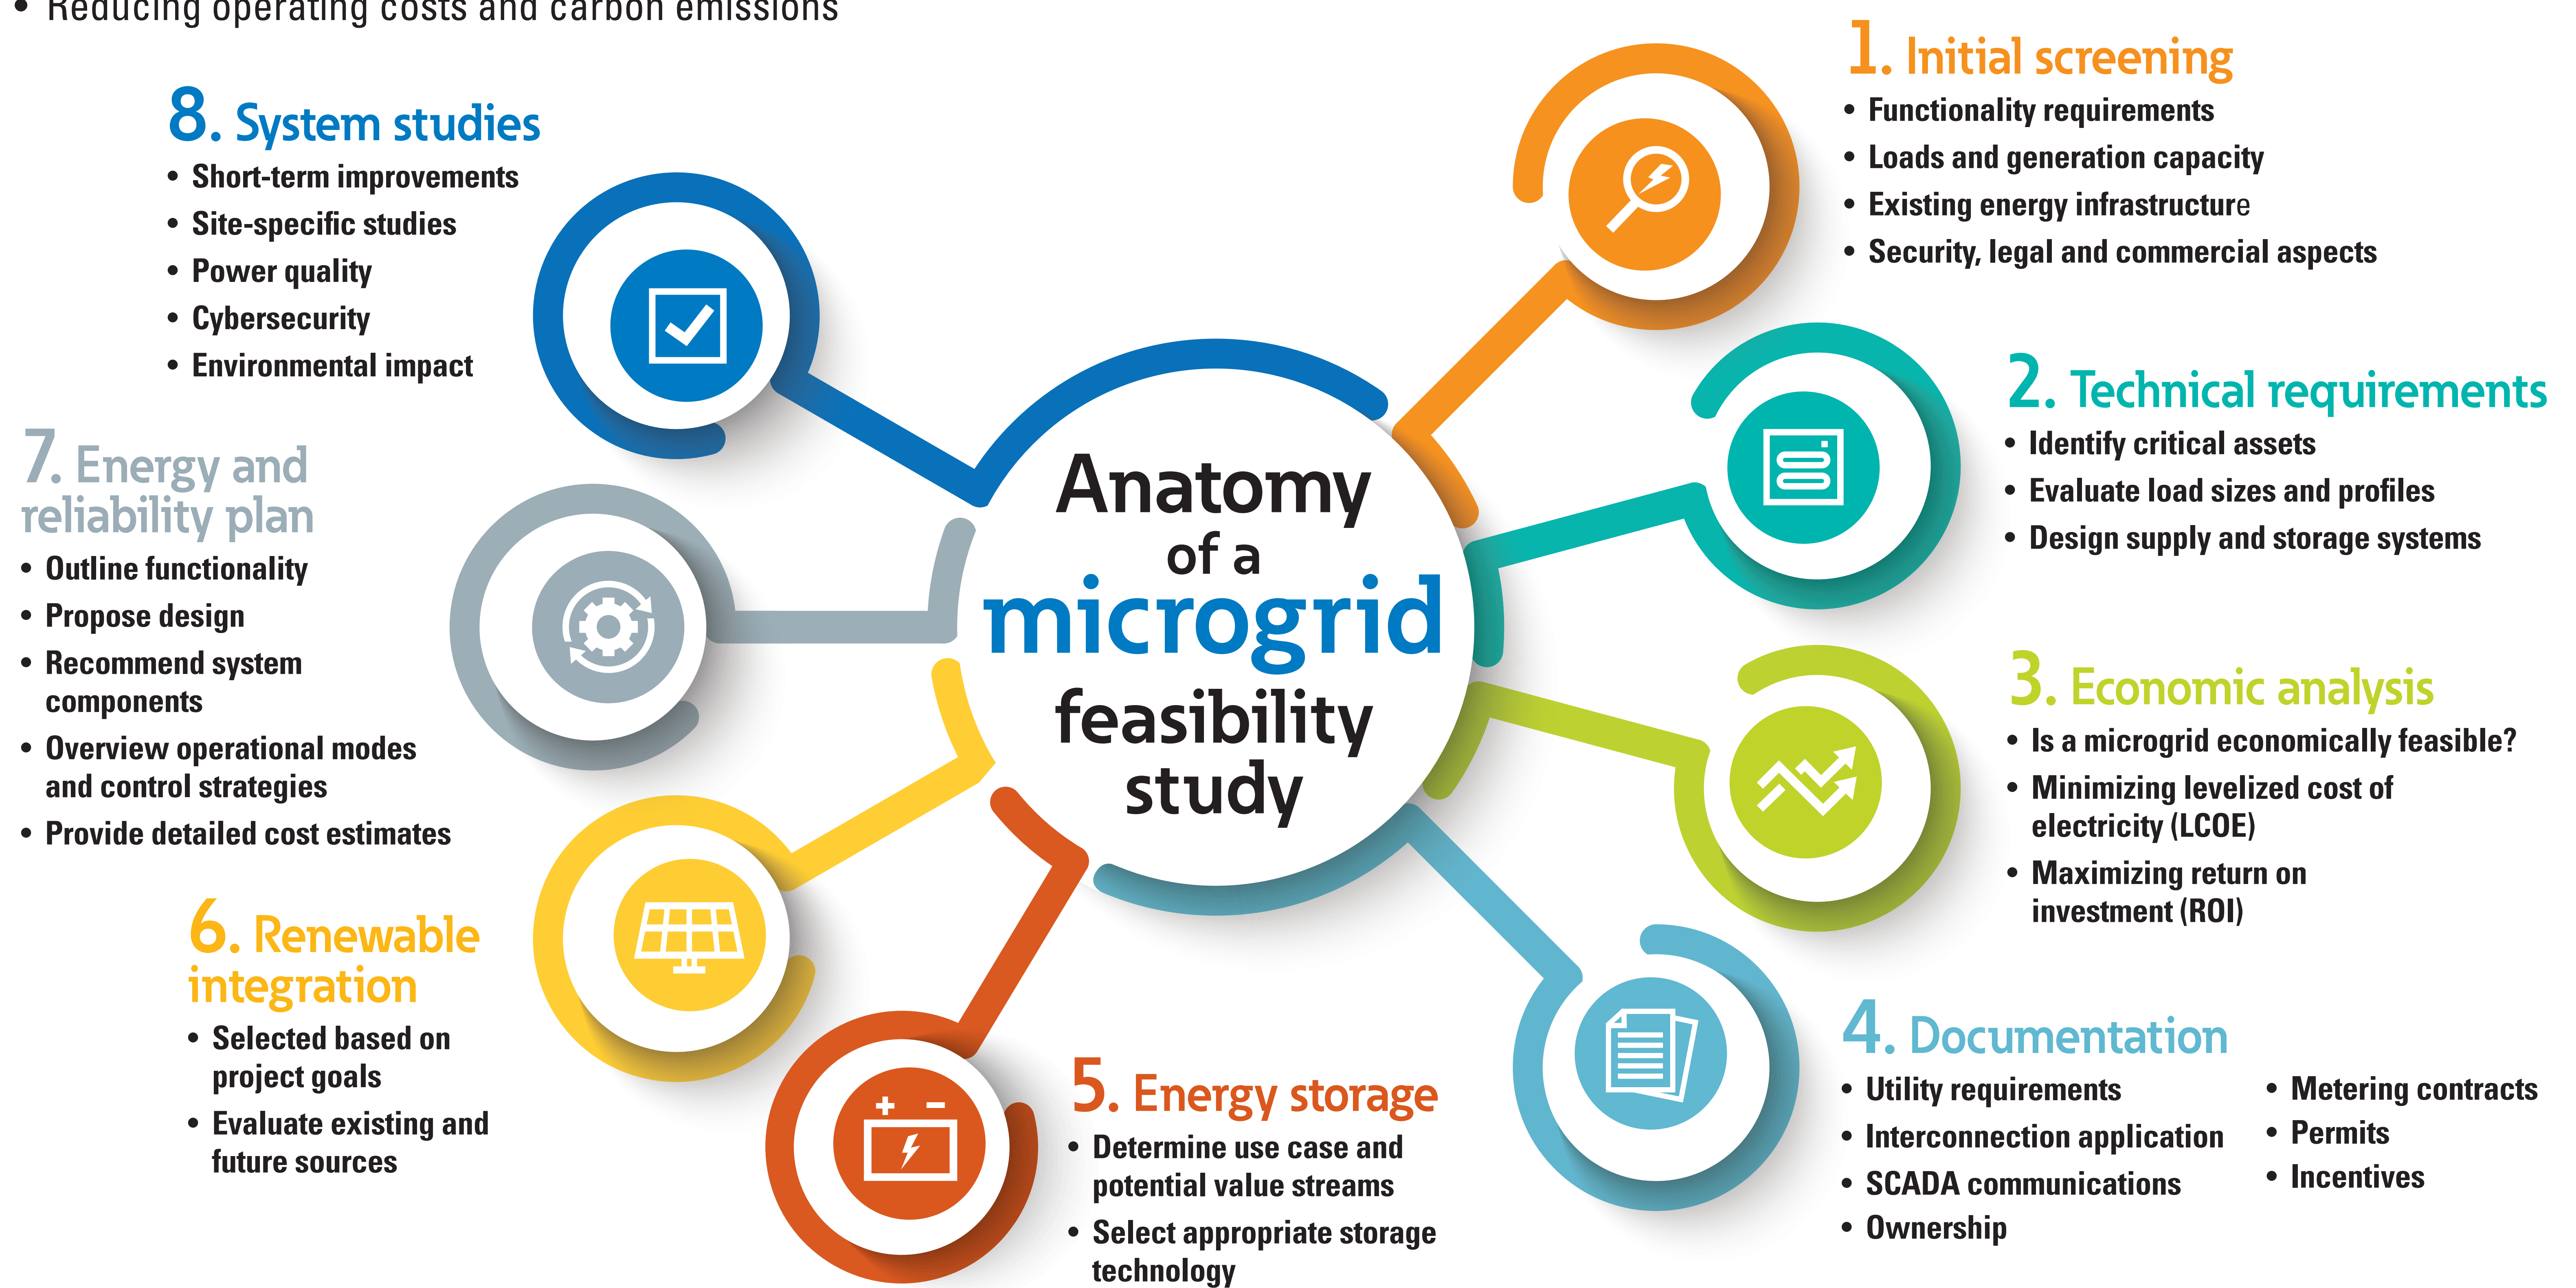 • Reducing operating costs and carbon emissions
Anatomy
of a
microgrid
feasibility
study
1. Initial screening
• Functionality requirements
• Loads and generation capacity
• Existing energy infrastructure
• Security, legal and commercial aspects
2. Technical requirements
• Identify critical assets
• Evaluate load sizes and profiles
• Design supply and storage systems
3. Economic analysis
• Is a microgrid economically feasible?
• Minimizing levelized cost of
electricity (LCOE)
• Maximizing return on
investment (ROI)
4. Documentation
• Utility requirements
• Interconnection application
• SCADA communications
• Ownership
• Metering contracts
• Permits
• Incentives
5. Energy storage
• Determine use case and
potential value streams
• Select appropriate storage
technology
6. Renewable
integration
• Selected based on
project goals
• Evaluate existing and
future sources
7. Energy and
reliability plan
• Outline functionality
• Propose design
• Recommend system
components
• Overview operational modes
and control strategies
• Provide detailed cost estimates
8. System studies
• Short-term improvements
• Site-specific studies
• Power quality
• Cybersecurity
• Environmental impact